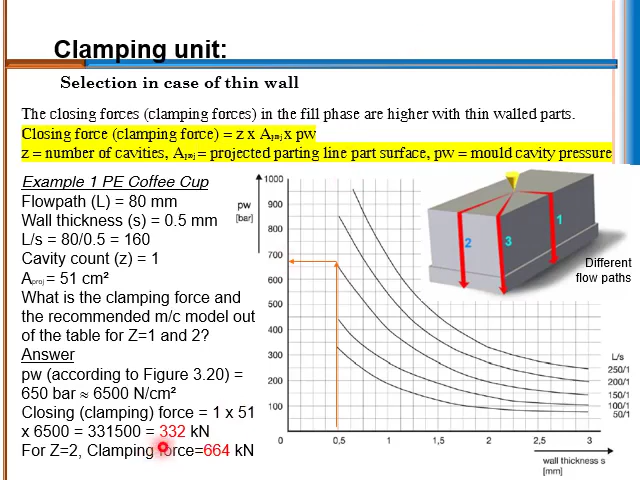 Clamping unit:
Selection in case of thin wall
The closing forces (clamping forces) in the fill phase are higher with thin walled parts.
Closing force (clamping force) = z x Aproj x pw
z = number of cavities, Aproj = projected parting line part surface, pw = mould cavity pressure
Example 1 PE Coffee Cup
Flowpath (L) = 80 mm
Wall thickness (s) = 0.5 mm
L/s = 80/0.5 = 160
Cavity count (z) = 1
Aproj = 51 cm²
What is the clamping force and
the recommended m/c model out
of the table for Z=1 and 2?
Answer
pw (according to Figure 3.20) =
650 bar ≈ 6500 N/cm²
Closing (clamping) force = 1 x 51
x 6500 = 331500 = 332 kN
For Z=2, Clamping force=664 kN
pw
[bar]
1000
900
800
700
600
500
400
300
200
100
0
0,5
1
1,5
2
2,5
3
wall thickness s
[mm]
L/s
250/1
200/1
150/1
100/1
50/1
1
2
3
Different
flow paths